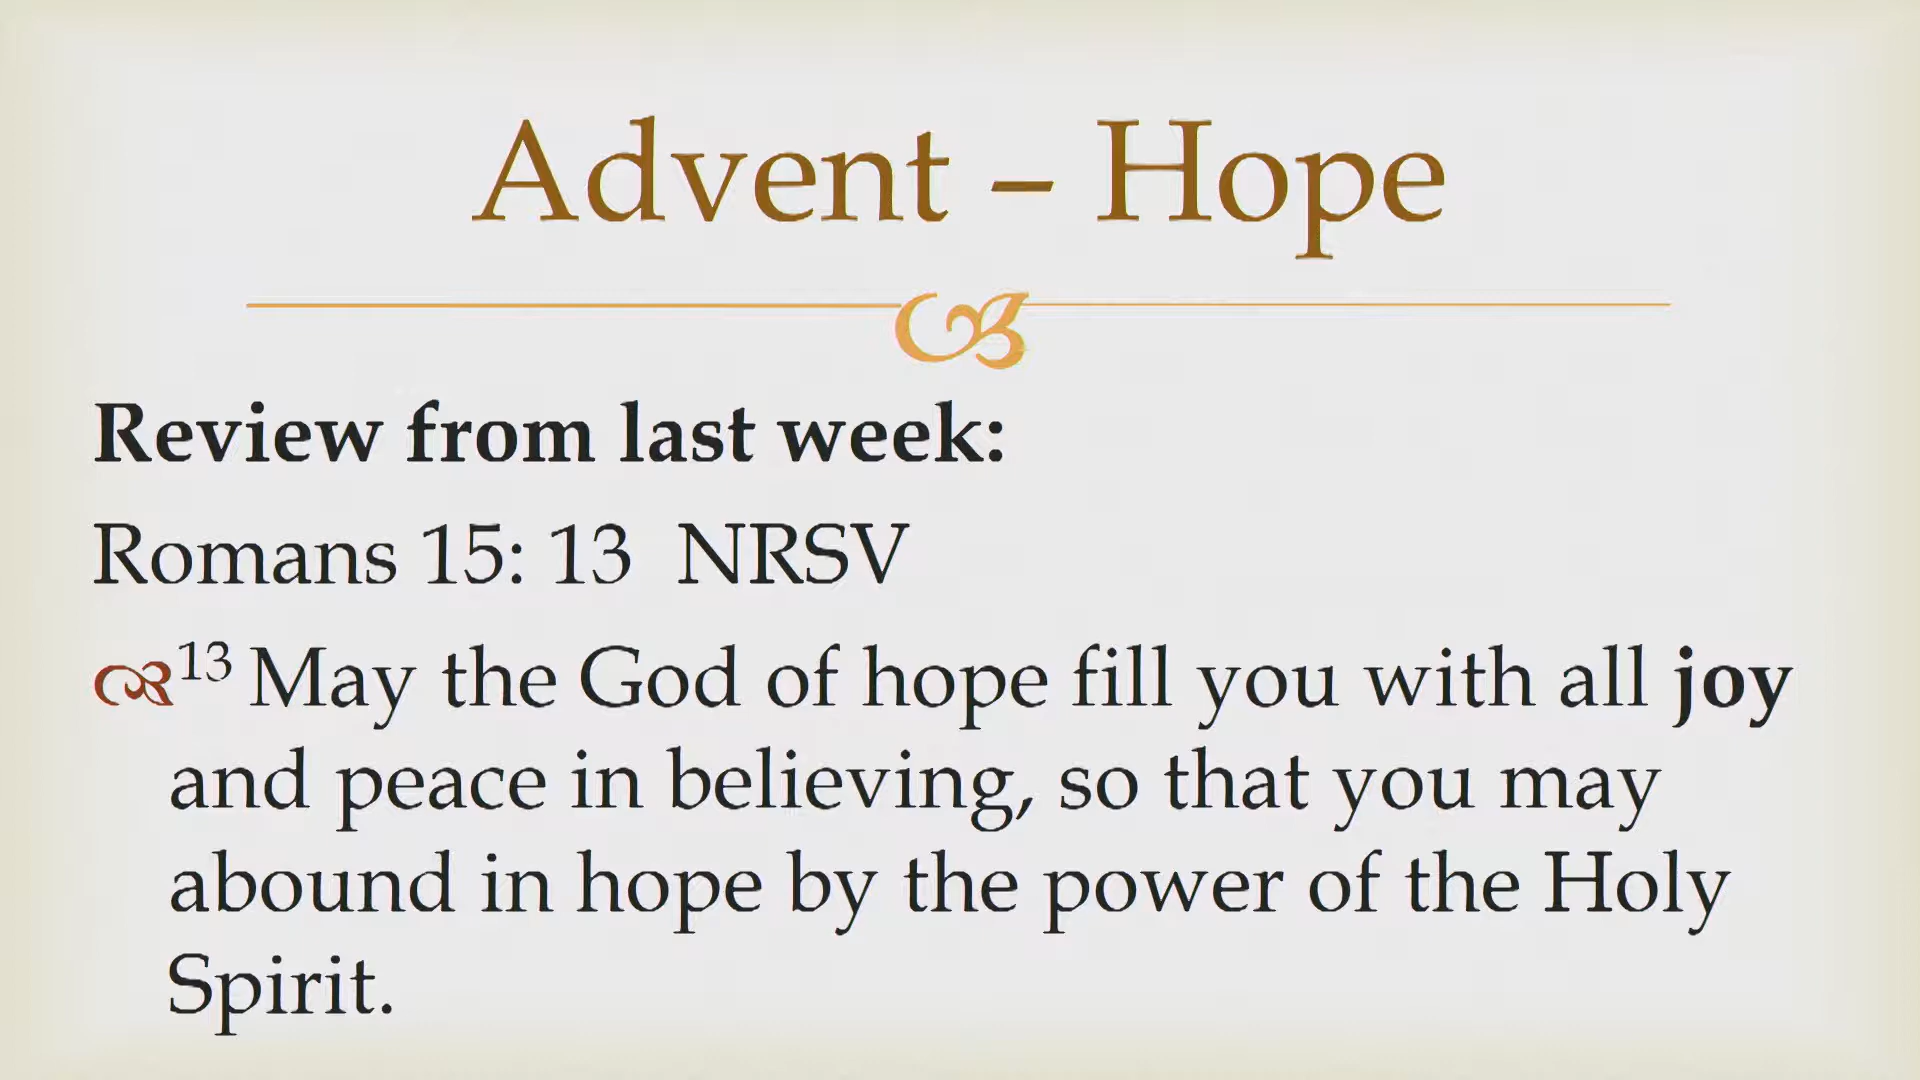 Advent – Hope
Review from last week:
Romans 15: 13  NRSV
13 May the God of hope fill you with all joy
and peace in believing, so that you may
abound in hope by the power of the Holy
Spirit.